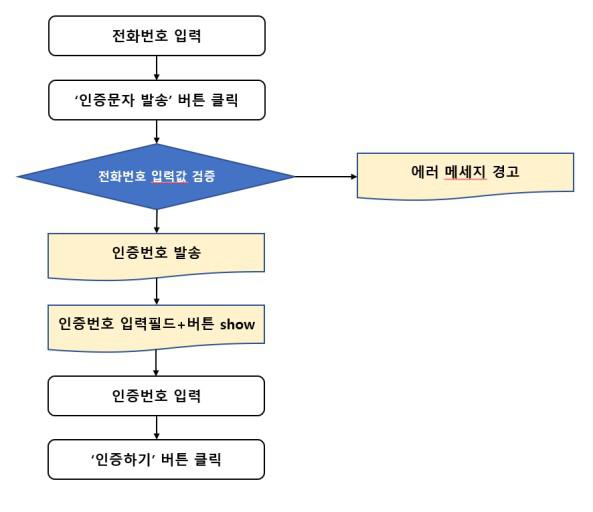 전화번호 입력
‘인증문자 발송’ 버튼 클릭
전화번호 입력값 검증
에러 메세지 경고
인증번호 발송
인증번호 입력필드+버튼 show
인증번호 입력
‘인증하기’ 버튼 클릭